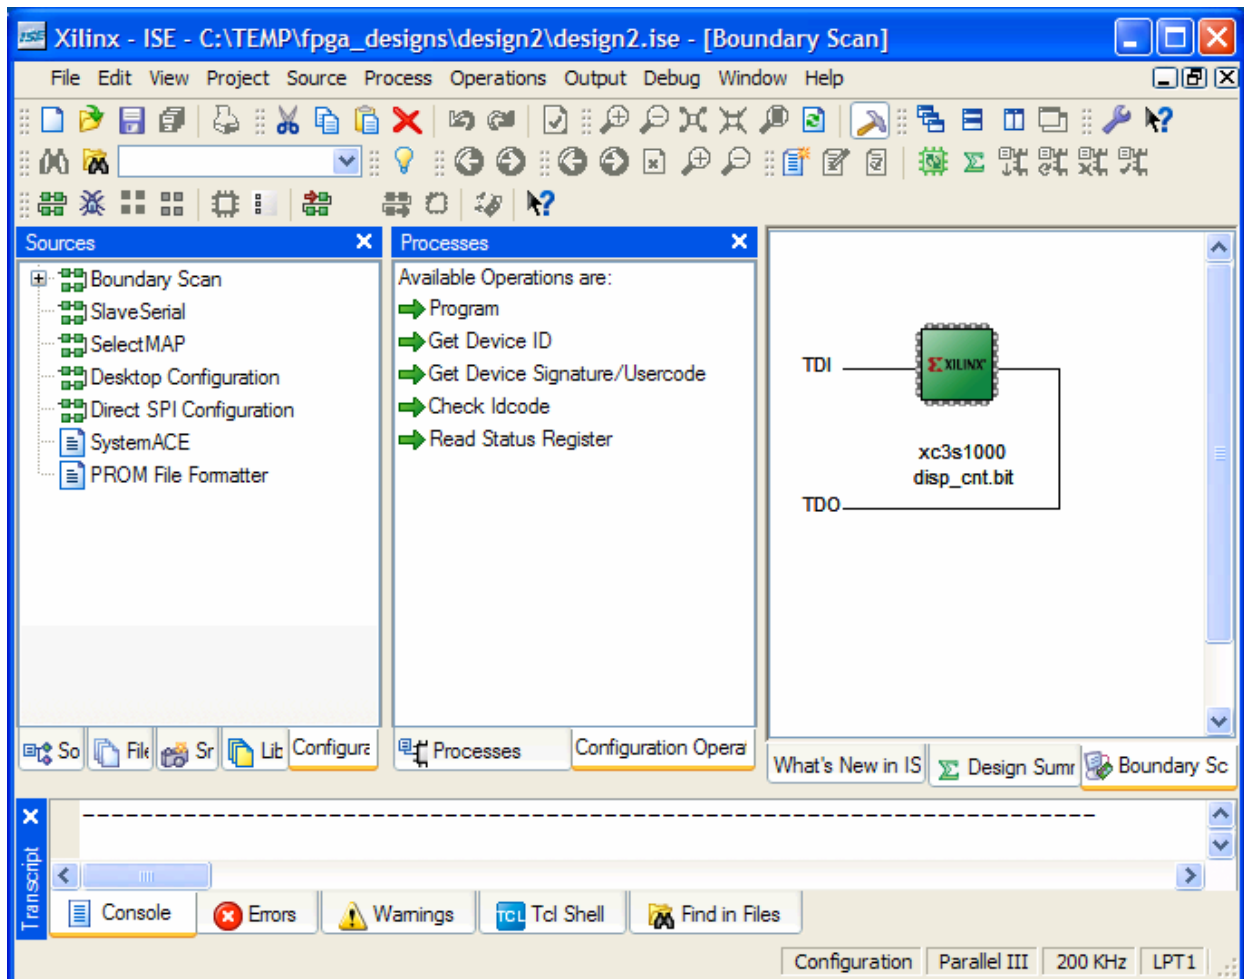 Xilinx - ISE - C:\TEMP\fpga_designs\design2\design2.ise - [Boundary Scan]
File Edit View Project Source Process Operations Output Debug Window Help
Sources
Boundary Scan
SlaveSerial
SelectMAP
Desktop Configuration
Direct SPI Configuration
SystemACE
PROM File Formatter
So File Sr Lib Configura
Processes
Available Operations are:
Program
Get Device ID
Get Device Signature/Usercode
Check Idcode
Read Status Register
Processes Configuration Operat
TDI
XILINX
xc3s1000
disp_cnt.bit
TDO
What's New in IS Design Summ Boundary Sc
Transcript
----------------------------------------------------------------------
Console Errors Warnings TCL Tcl Shell Find in Files
Configuration Parallel III 200 KHz LPT1